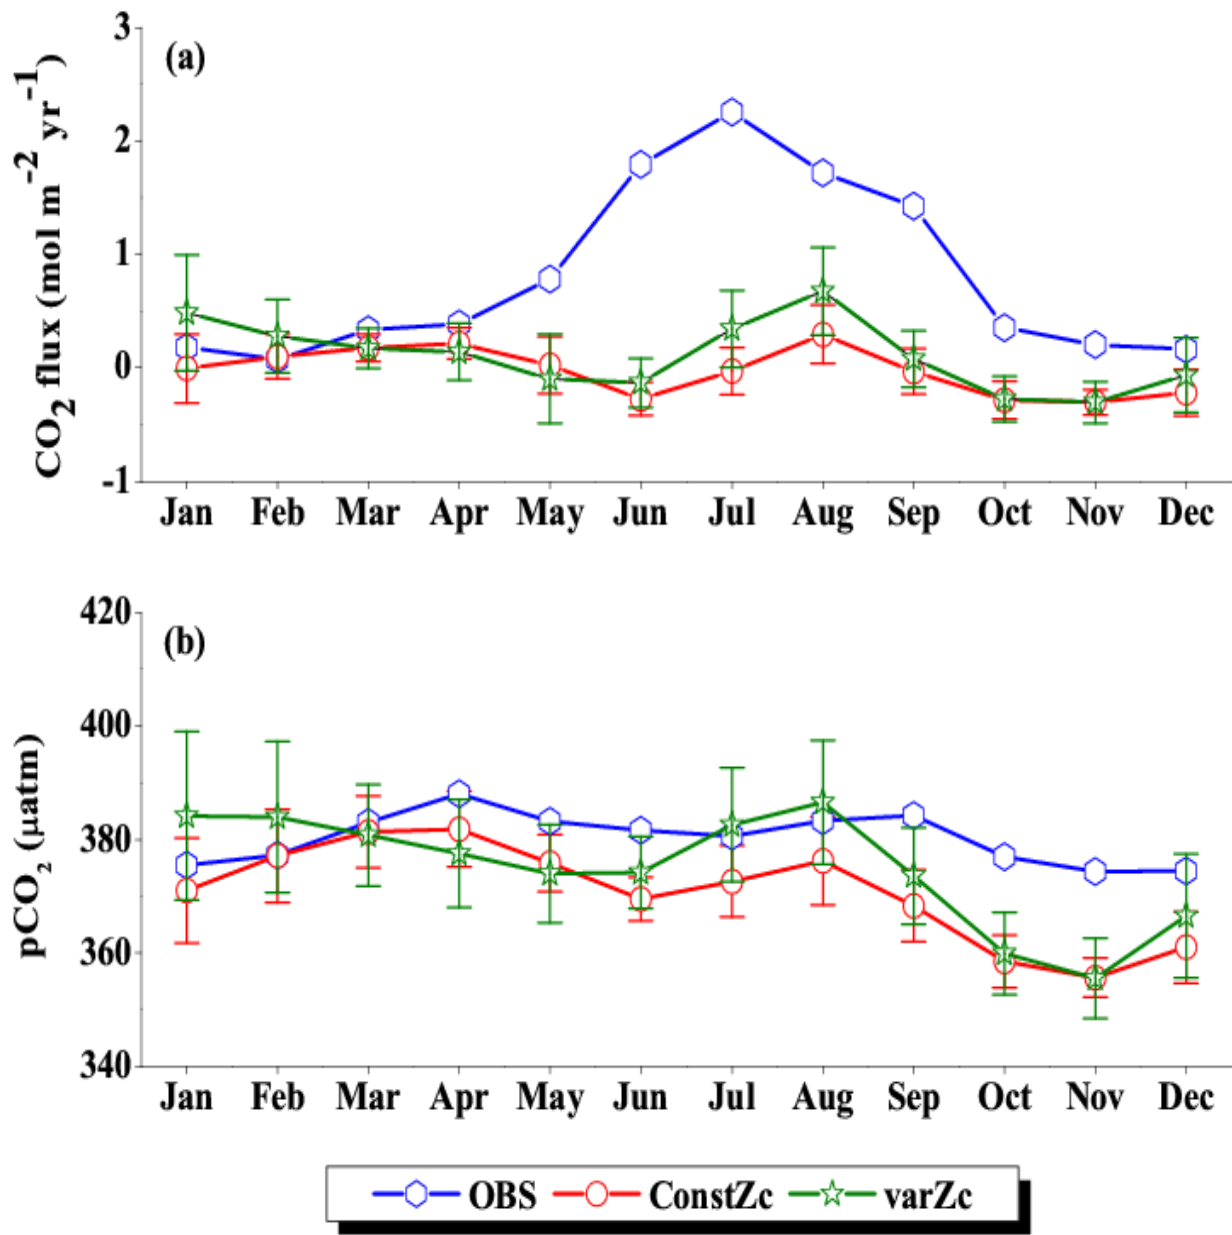 (a)
CO₂ flux (mol m⁻² yr⁻¹)
3
2
1
0
-1
Jan Feb Mar Apr May Jun Jul Aug Sep Oct Nov Dec
(b)
pCO₂ (µatm)
420
400
380
360
340
Jan Feb Mar Apr May Jun Jul Aug Sep Oct Nov Dec
OBS ConstZc varZc